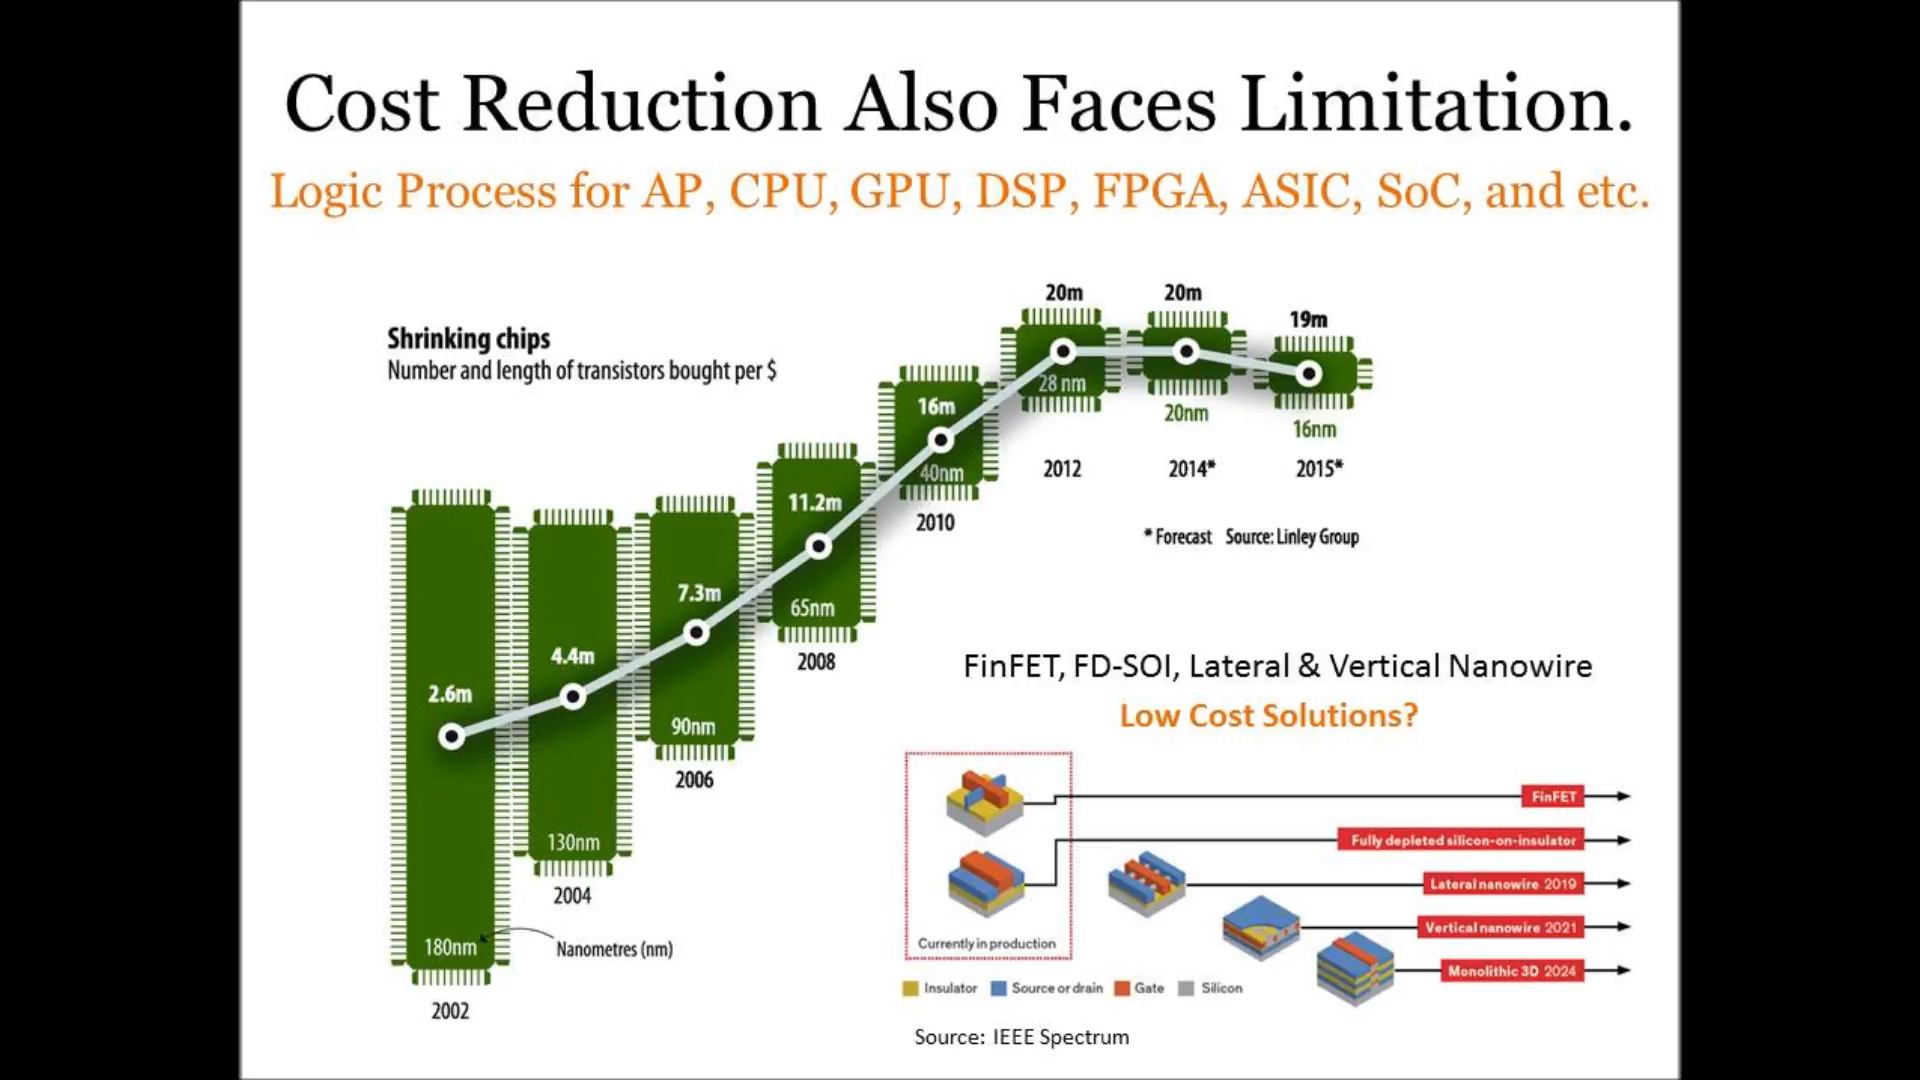 Cost Reduction Also Faces Limitation.
Logic Process for AP, CPU, GPU, DSP, FPGA, ASIC, SoC, and etc.
Shrinking chips
Number and length of transistors bought per $
2.6m
180nm
2002
4.4m
130nm
2004
7.3m
90nm
2006
11.2m
65nm
2008
16m
40nm
2010
20m
28 nm
2012
20m
20nm
2014*
19m
16nm
2015*
Nanometres (nm)
* Forecast Source: Linley Group
FinFET, FD-SOI, Lateral & Vertical Nanowire
Low Cost Solutions?
FinFET
Fully depleted silicon-on-insulator
Lateral nanowire 2019
Vertical nanowire 2021
Monolithic 3D 2024
Currently in production
Insulator Source or drain Gate Silicon
Source: IEEE Spectrum